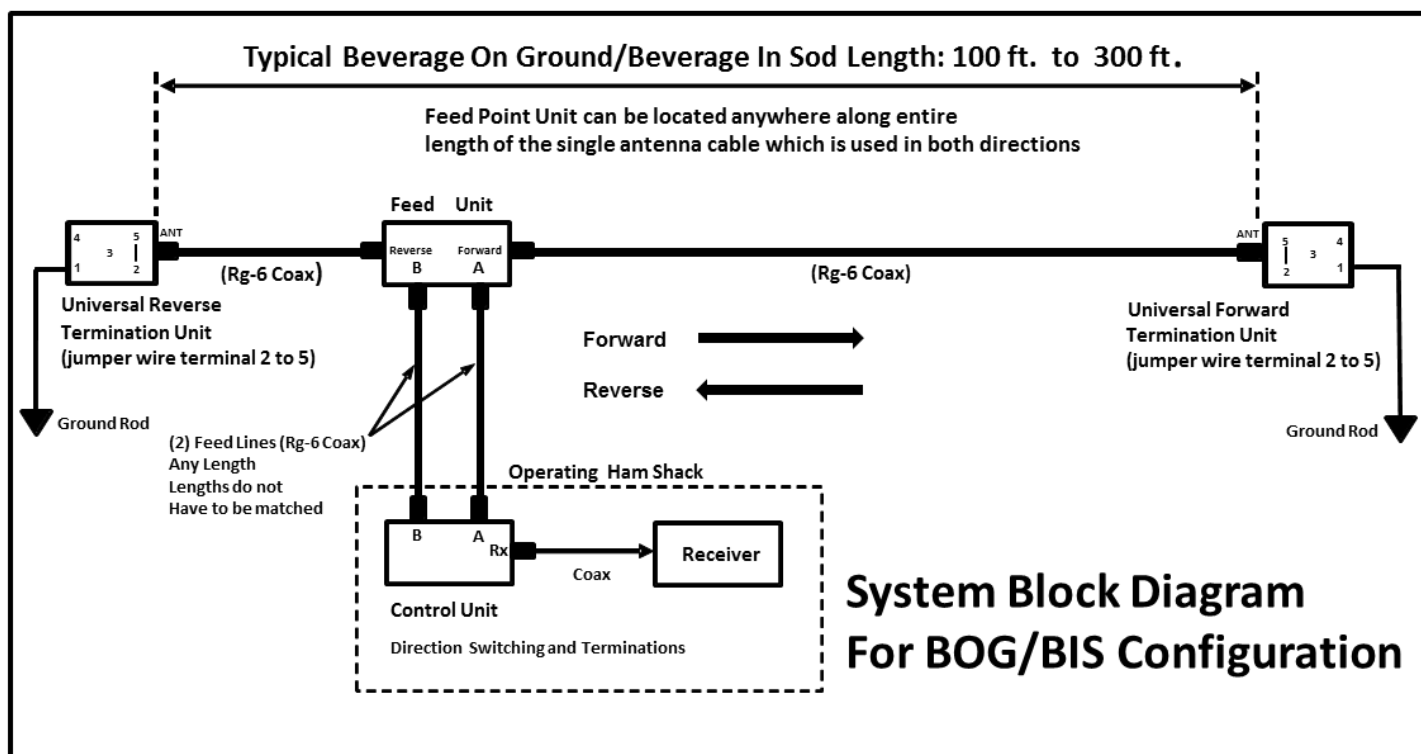 Typical Beverage On Ground/Beverage In Sod Length: 100 ft. to 300 ft.
Feed Point Unit can be located anywhere along entire
length of the single antenna cable which is used in both directions
Feed Unit
4 5
3
1 2
ANT
Reverse Forward
B A
ANT
5 4
3
2 1
(Rg-6 Coax)
(Rg-6 Coax)
Universal Reverse
Termination Unit
(jumper wire terminal 2 to 5)
Universal Forward
Termination Unit
(jumper wire terminal 2 to 5)
Forward
Reverse
Ground Rod
Ground Rod
(2) Feed Lines (Rg-6 Coax)
Any Length
Lengths do not
Have to be matched
Operating Ham Shack
B A
Rx
Coax
Receiver
Control Unit
Direction Switching and Terminations
System Block Diagram
For BOG/BIS Configuration